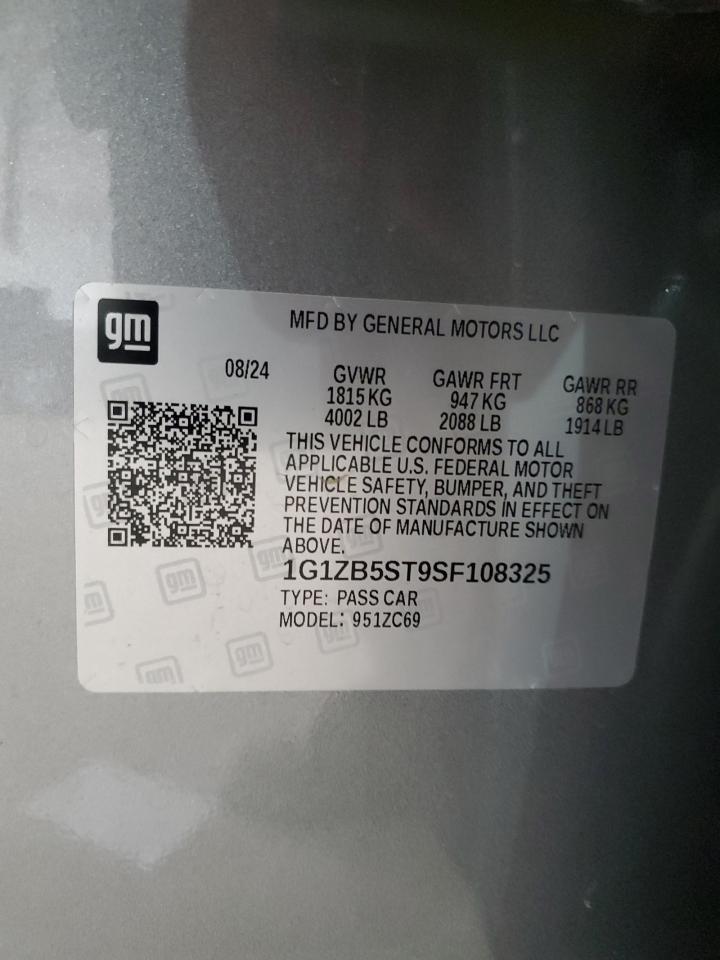 gm
MFD BY GENERAL MOTORS LLC
08/24
GVWR GAWR FRT GAWR RR
1815 KG 947 KG 868 KG
4002 LB 2088 LB 1914 LB
THIS VEHICLE CONFORMS TO ALL
APPLICABLE U.S. FEDERAL MOTOR
VEHICLE SAFETY, BUMPER, AND THEFT
PREVENTION STANDARDS IN EFFECT ON
THE DATE OF MANUFACTURE SHOWN
ABOVE.
1G1ZB5ST9SF108325
TYPE: PASS CAR
MODEL: 951ZC69